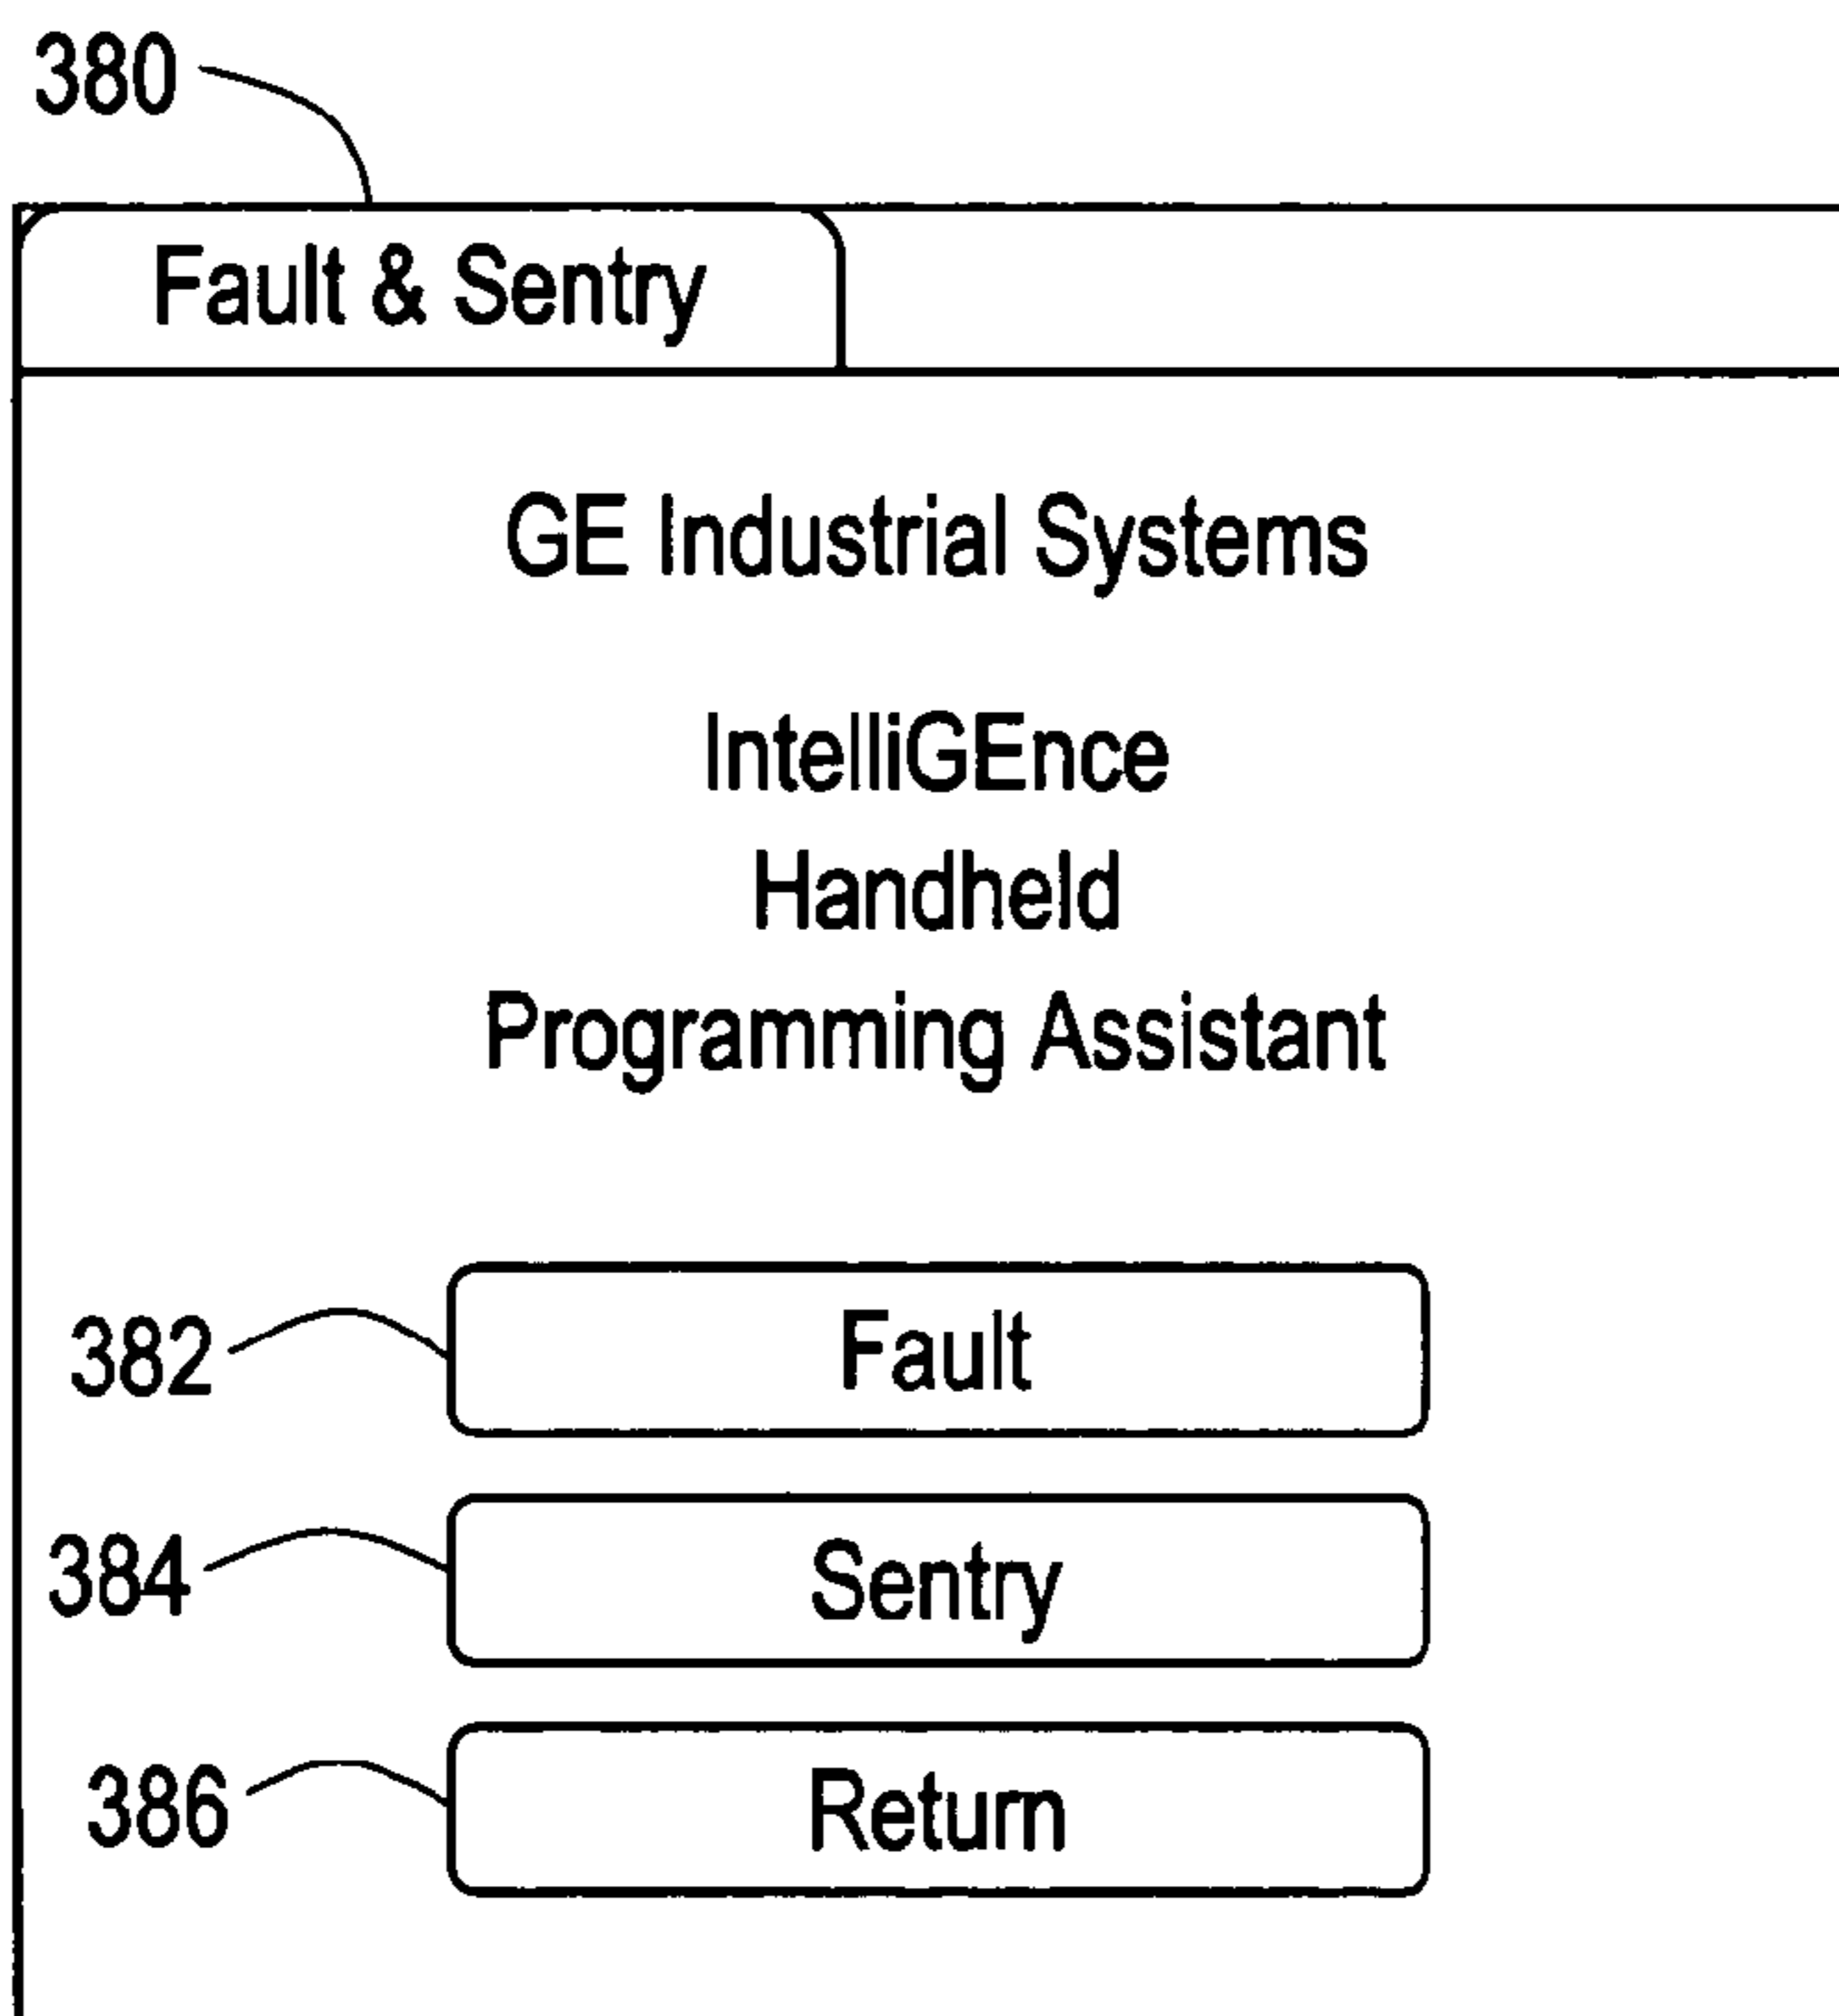 380
Fault & Sentry
GE Industrial Systems
IntelliGEnce
Handheld
Programming Assistant
382 Fault
384 Sentry
386 Return